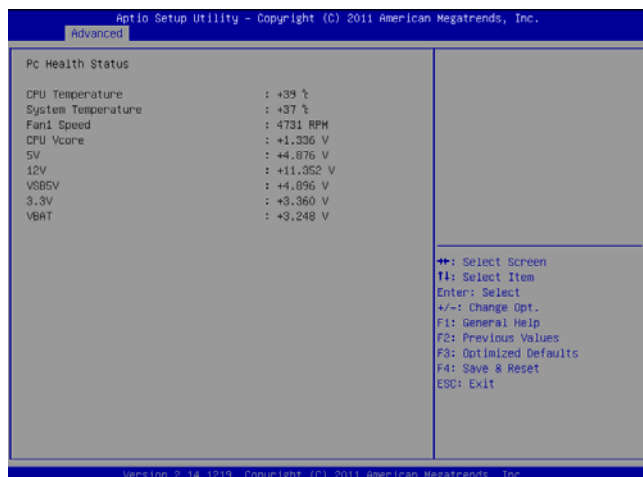 Aptio Setup Utility - Copyright (C) 2011 American Megatrends, Inc.
Advanced
Pc Health Status
CPU Temperature : +39 ℃
System Temperature : +37 ℃
Fan1 Speed : 4731 RPM
CPU Vcore : +1.336 V
5V : +4.876 V
12V : +11.352 V
VSB5V : +4.896 V
3.3V : +3.360 V
VBAT : +3.248 V
→←: Select Screen
↑↓: Select Item
Enter: Select
+/-: Change Opt.
F1: General Help
F2: Previous Values
F3: Optimized Defaults
F4: Save & Reset
ESC: Exit
Version 2.14.1219. Copyright (C) 2011 American Megatrends, Inc.